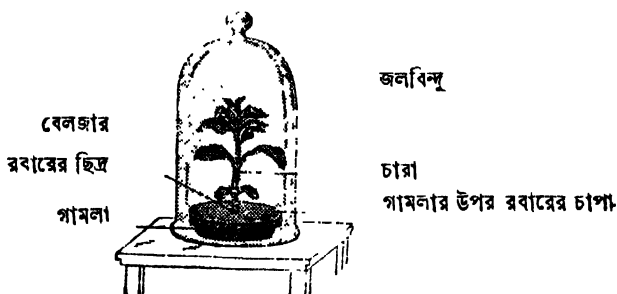 জলবিন্দু
বেলজার
রবারের ছিদ্র
চারা
গামলার উপর রবারের চাপা
গামলা